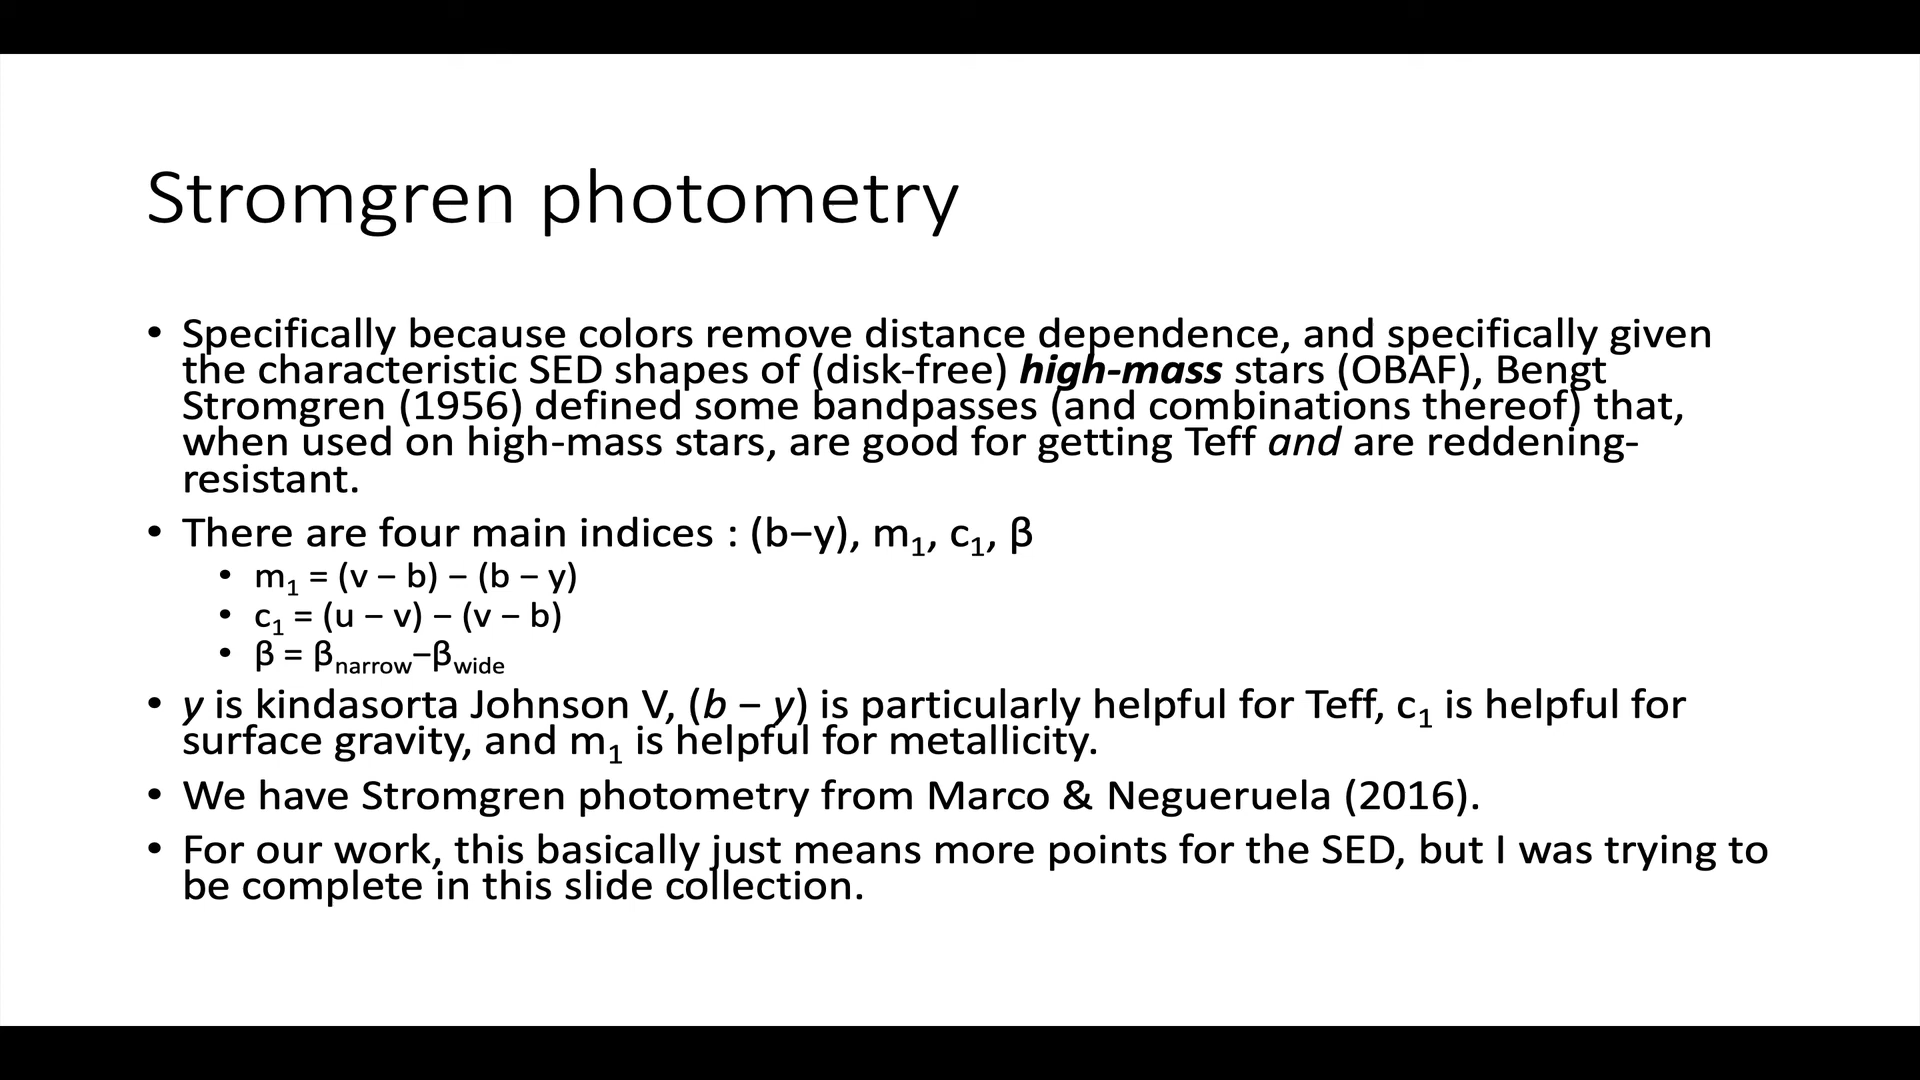 Stromgren photometry
• Specifically because colors remove distance dependence, and specifically given
the characteristic SED shapes of (disk-free) high-mass stars (OBAF), Bengt
Stromgren (1956) defined some bandpasses (and combinations thereof) that,
when used on high-mass stars, are good for getting Teff and are reddening-
resistant.
• There are four main indices : (b−y), m₁, c₁, β
• m₁ = (v − b) − (b − y)
• c₁ = (u − v) − (v − b)
• β = βnarrow−βwide
• y is kindasorta Johnson V, (b − y) is particularly helpful for Teff, c₁ is helpful for
surface gravity, and m₁ is helpful for metallicity.
• We have Stromgren photometry from Marco & Negueruela (2016).
• For our work, this basically just means more points for the SED, but I was trying to
be complete in this slide collection.